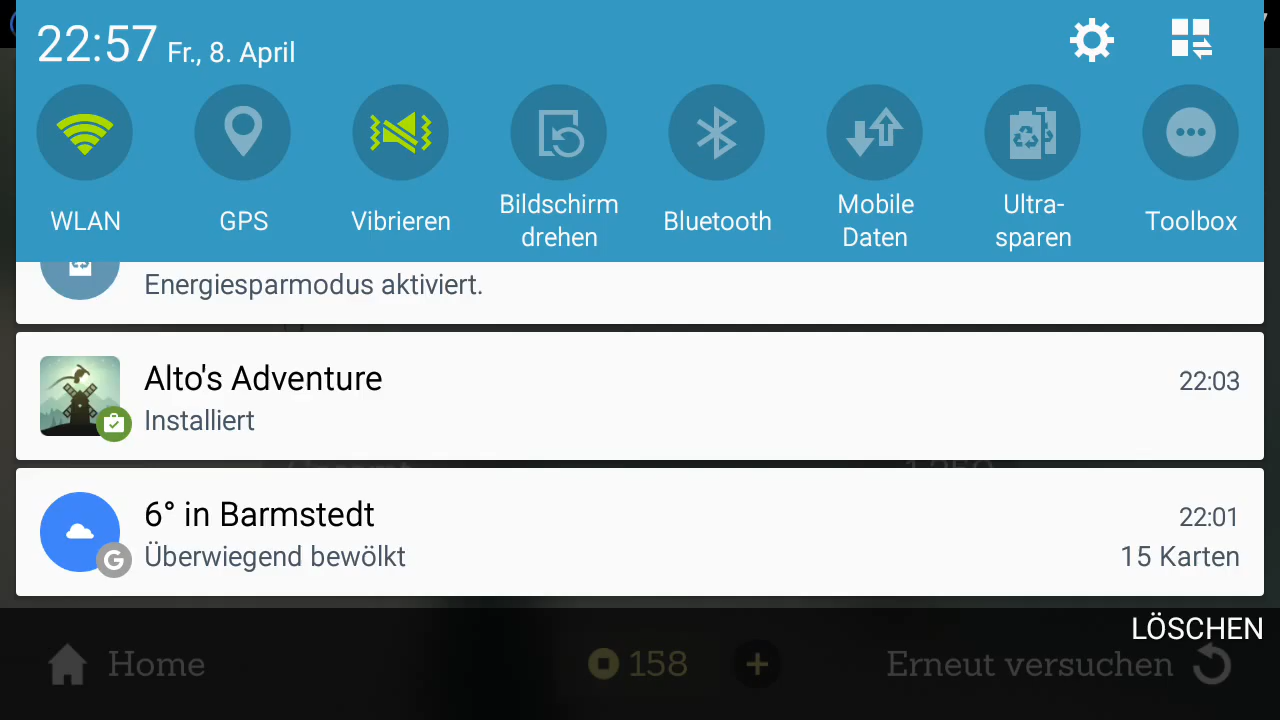 22:57 Fr., 8. April
WLAN
GPS
Vibrieren
Bildschirm
drehen
Bluetooth
Mobile
Daten
Ultra-
sparen
Toolbox
Energiesparmodus aktiviert.
Alto's Adventure
22:03
Installiert
6° in Barmstedt
22:01
Überwiegend bewölkt
15 Karten
LÖSCHEN
Home
158
Erneut versuchen